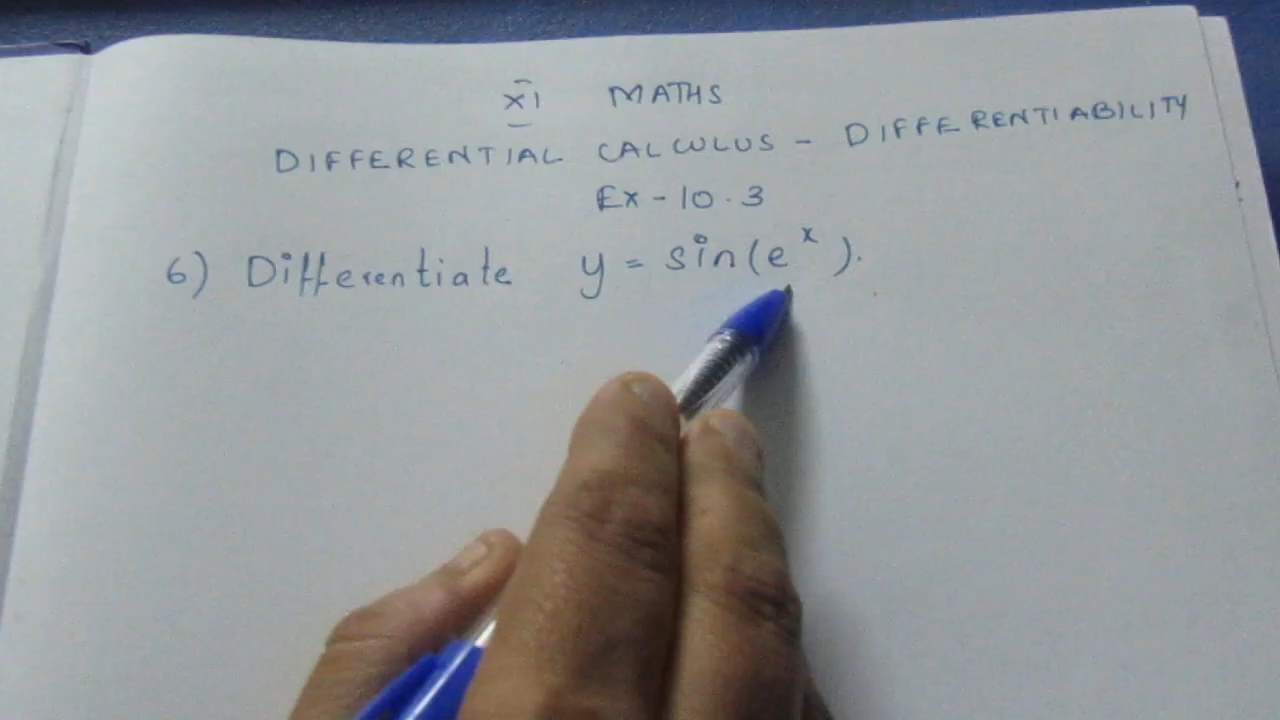 XI MATHS
DIFFERENTIAL CALCULUS - DIFFERENTIABILITY
Ex - 10.3
6) Differentiate y = sin(e^x).